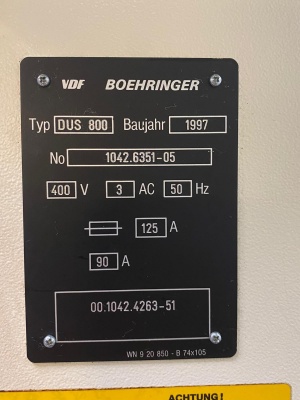 VDF BOEHRINGER
Typ DUS 800 Baujahr 1997
No 1042.6351-05
400 V 3 AC 50 Hz
125 A
90 A
00.1042.4263-51
WN 9 20 850 - B 74x105
ACHTUNG!